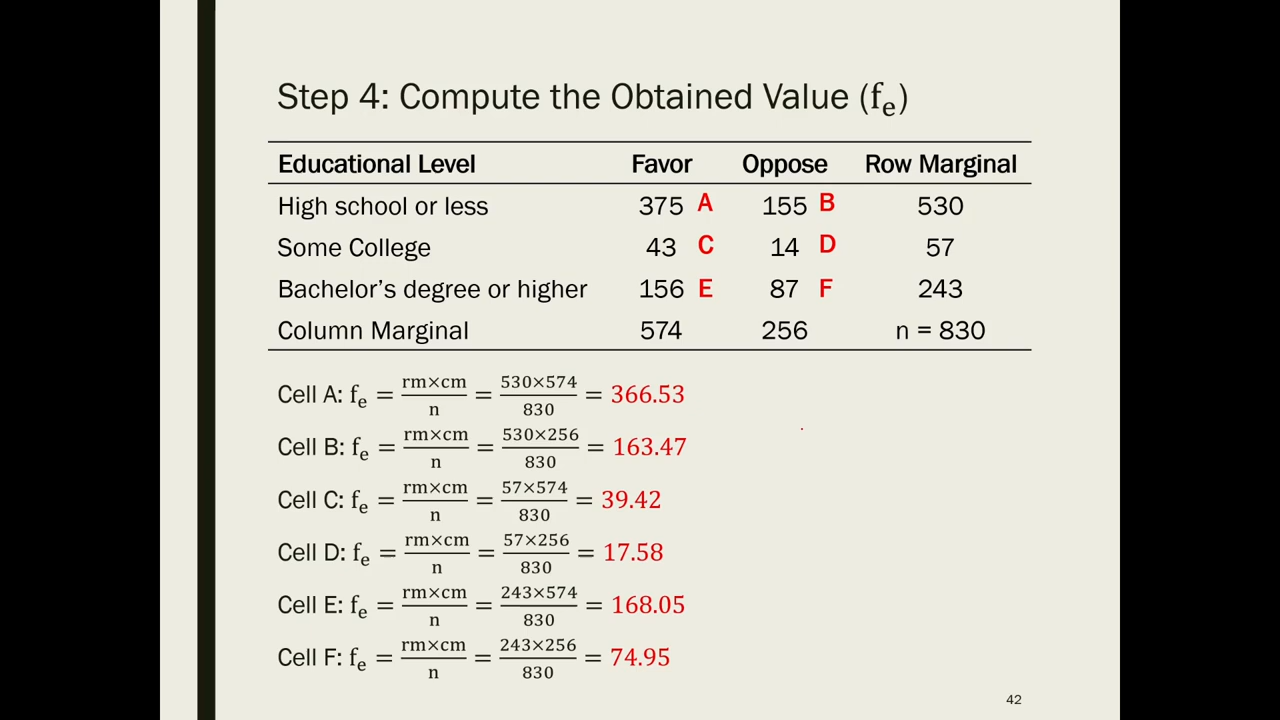 Step 4: Compute the Obtained Value (fₑ)
Educational Level Favor Oppose Row Marginal
High school or less 375 A 155 B 530
Some College 43 C 14 D 57
Bachelor’s degree or higher 156 E 87 F 243
Column Marginal 574 256 n = 830
Cell A: fₑ = rm×cm/n = 530×574/830 = 366.53
Cell B: fₑ = rm×cm/n = 530×256/830 = 163.47
Cell C: fₑ = rm×cm/n = 57×574/830 = 39.42
Cell D: fₑ = rm×cm/n = 57×256/830 = 17.58
Cell E: fₑ = rm×cm/n = 243×574/830 = 168.05
Cell F: fₑ = rm×cm/n = 243×256/830 = 74.95
42